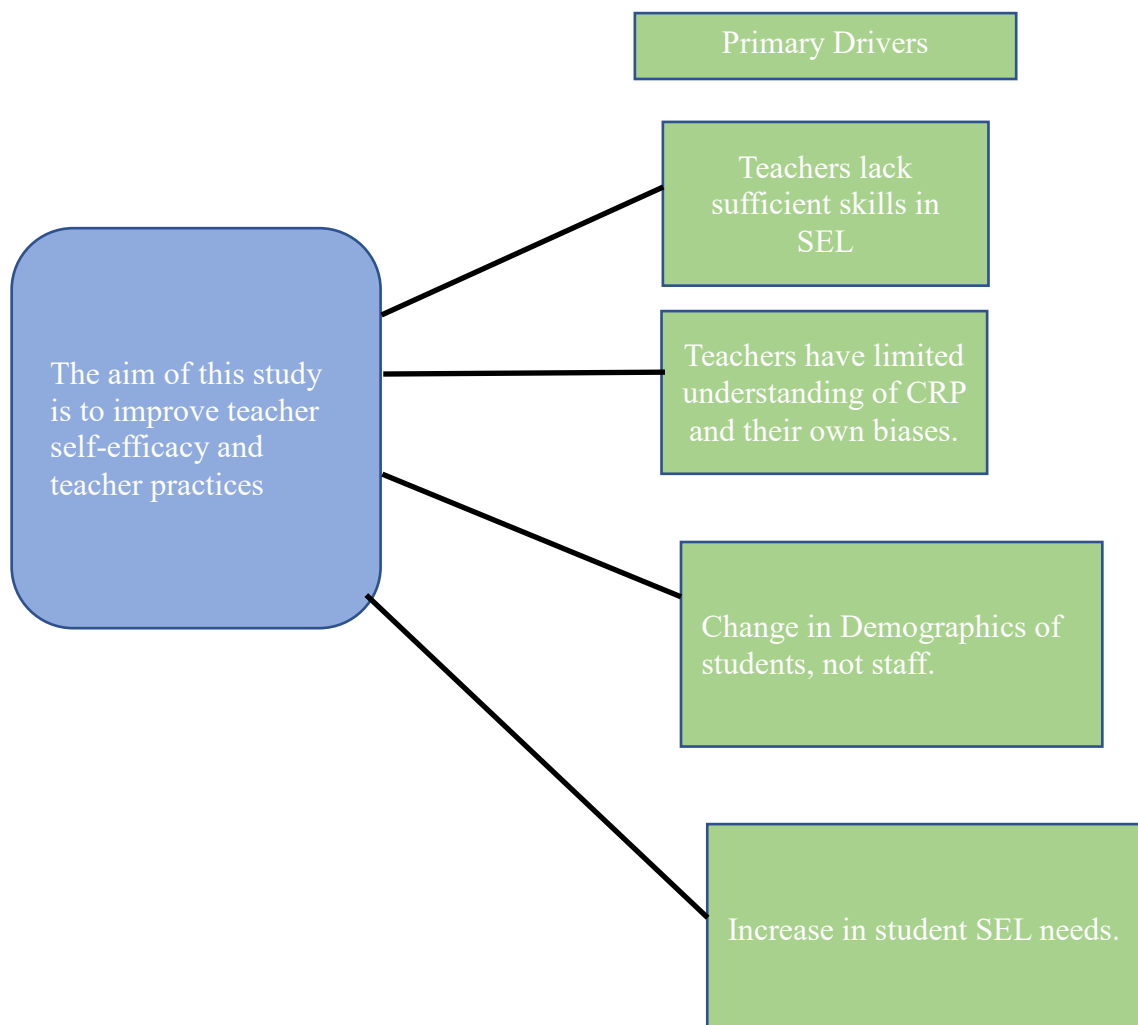 Primary Drivers
Teachers lack
sufficient skills in
SEL
Teachers have limited
understanding of CRP
and their own biases.
The aim of this study
is to improve teacher
self-efficacy and
teacher practices
Change in Demographics of
students, not staff.
Increase in student SEL needs.